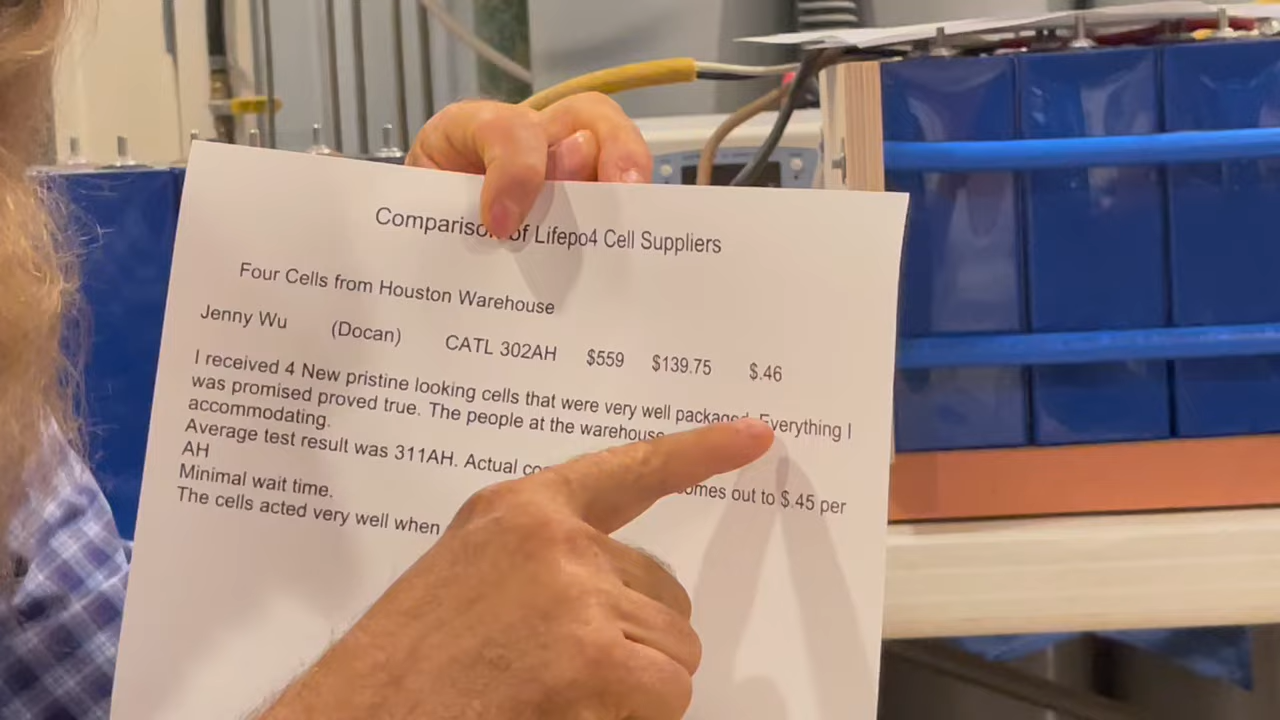 Comparison of Lifepo4 Cell Suppliers
Four Cells from Houston Warehouse
Jenny Wu (Docan) CATL 302AH $559 $139.75 $.46
I received 4 New pristine looking cells that were very well packaged. Everything I
was promised proved true. The people at the warehouse
accommodating.
Average test result was 311AH. Actual comes out to $.45 per
AH
Minimal wait time.
The cells acted very well when